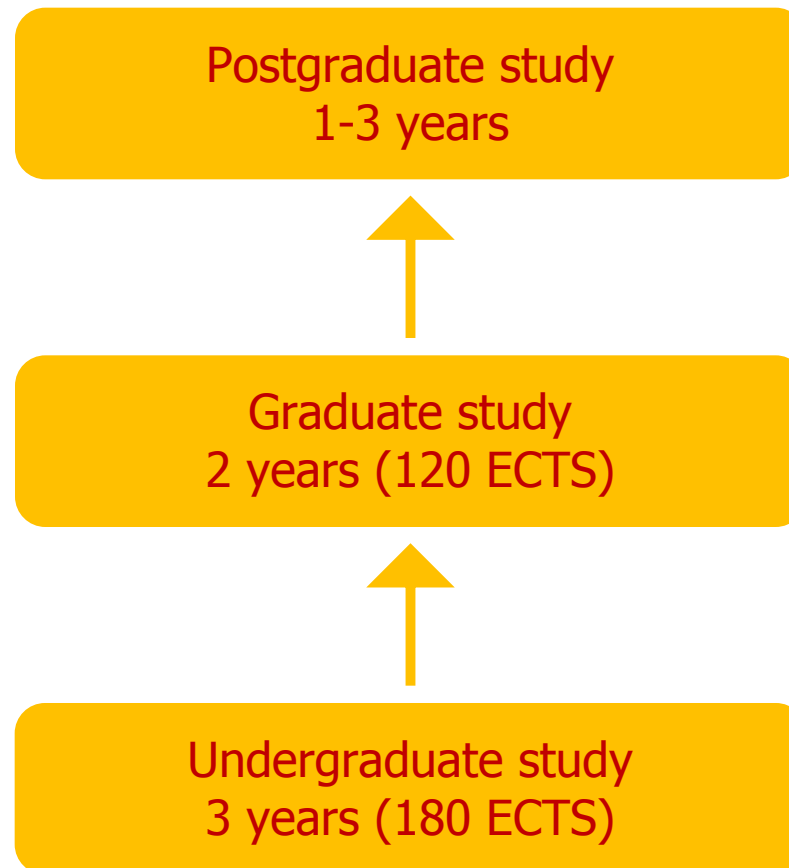 Postgraduate study
1-3 years
Graduate study
2 years (120 ECTS)
Undergraduate study
3 years (180 ECTS)